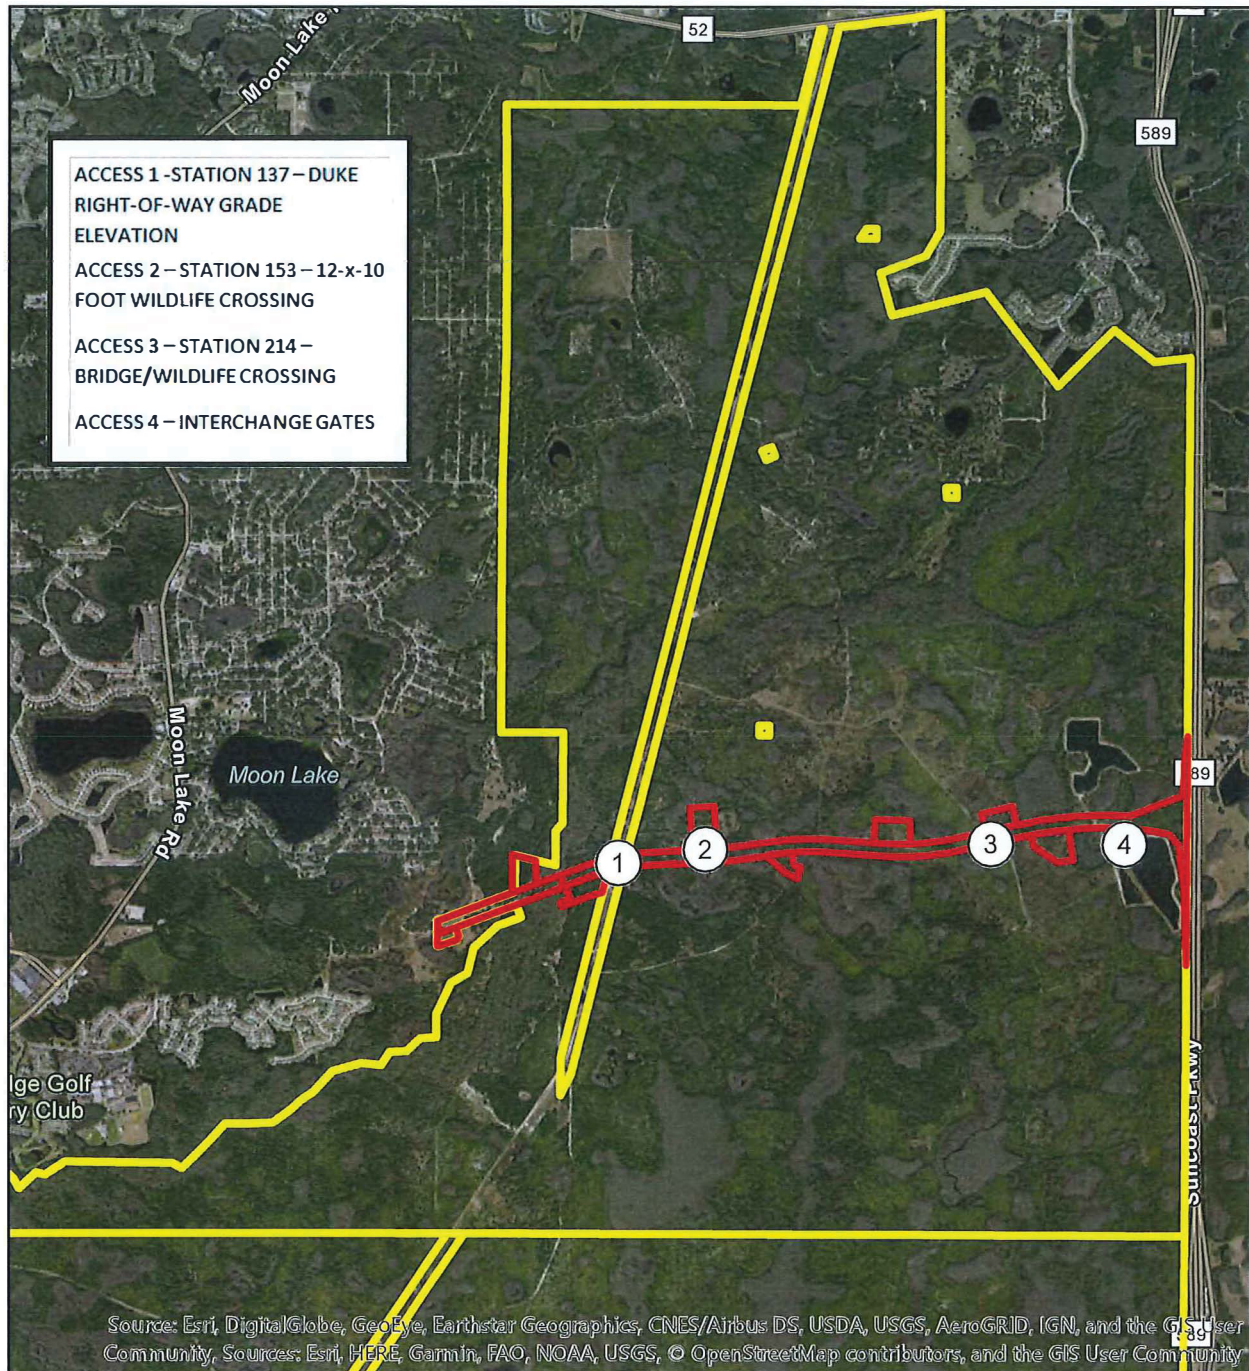 52
Moon Lake
589
ACCESS 1 -STATION 137 – DUKE
RIGHT-OF-WAY GRADE
ELEVATION
ACCESS 2 – STATION 153 – 12-x-10
FOOT WILDLIFE CROSSING
ACCESS 3 – STATION 214 –
BRIDGE/WILDLIFE CROSSING
ACCESS 4 – INTERCHANGE GATES
Moon Lake Rd
Moon Lake
89
1
2
3
4
lge Golf
ry Club
Suncoast Pkwy
Source: Esri, DigitalGlobe, GeoEye, Earthstar Geographics, CNES/Airbus DS, USDA, USGS, AeroGRID, IGN, and the GIS User
Community, Sources: Esri, HERE, Garmin, FAO, NOAA, USGS, © OpenStreetMap contributors, and the GIS User Community
89